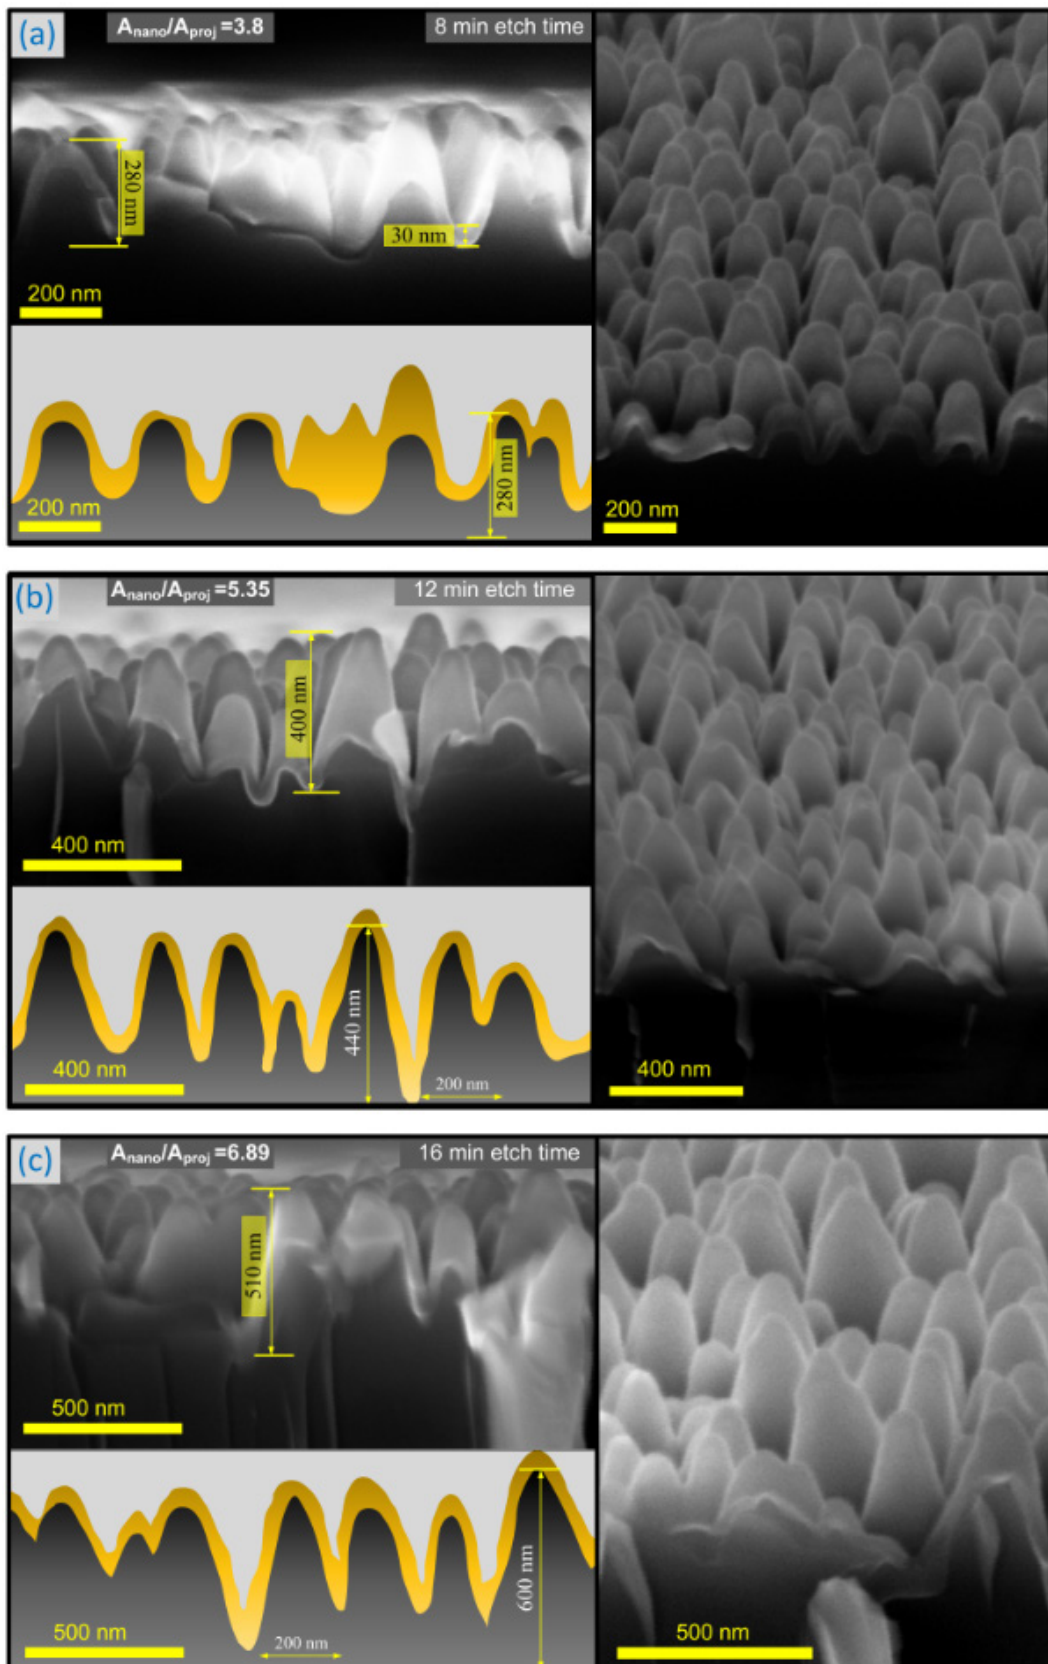 (a)
Anano/Aproj =3.8
8 min etch time
280 nm
30 nm
200 nm
280 nm
200 nm
200 nm
(b)
Anano/Aproj=5.35
12 min etch time
400 nm
400 nm
440 nm
200 nm
400 nm
400 nm
(c)
Anano/Aproj=6.89
16 min etch time
510 nm
500 nm
600 nm
200 nm
500 nm
500 nm